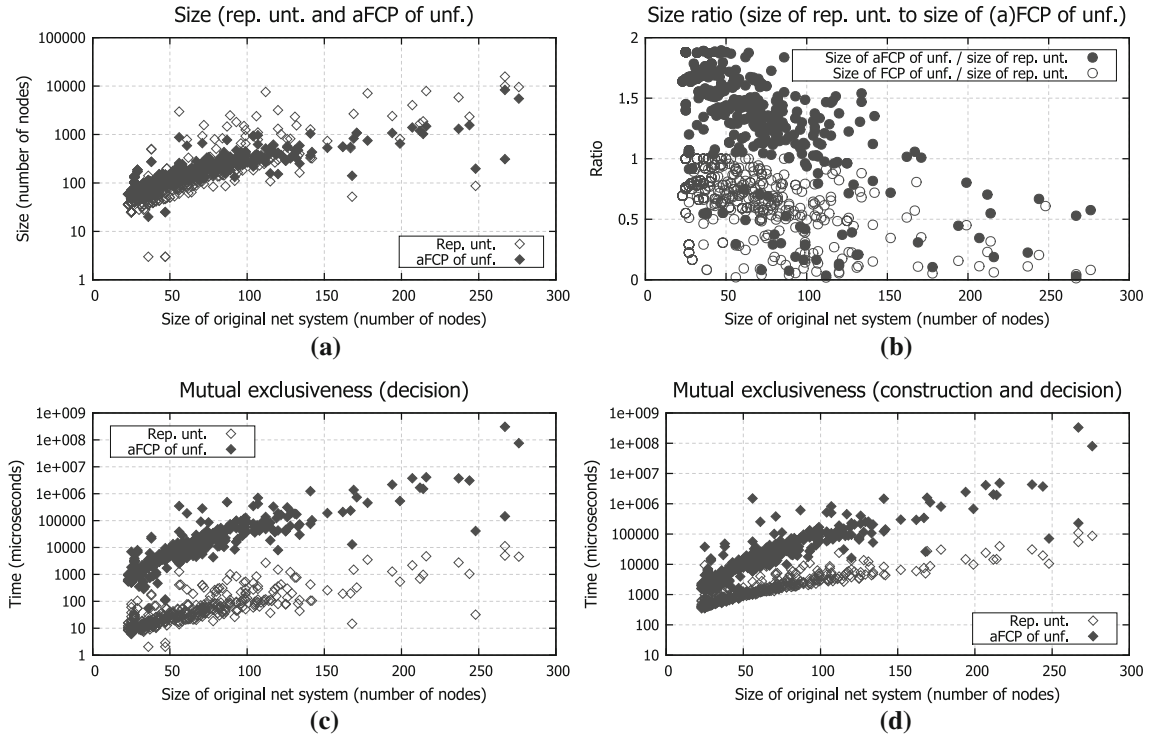 Size (rep. unt. and aFCP of unf.)
100000
10000
1000
100
10
1
Size (number of nodes)
Rep. unt.
aFCP of unf.
0 50 100 150 200 250 300
Size of original net system (number of nodes)
(a)
Size ratio (size of rep. unt. to size of (a)FCP of unf.)
2
1.5
1
0.5
0
Ratio
Size of aFCP of unf. / size of rep. unt.
Size of FCP of unf. / size of rep. unt.
0 50 100 150 200 250 300
Size of original net system (number of nodes)
(b)
Mutual exclusiveness (decision)
1e+009
1e+008
1e+007
1e+006
100000
10000
1000
100
10
1
Time (microseconds)
Rep. unt.
aFCP of unf.
0 50 100 150 200 250 300
Size of original net system (number of nodes)
(c)
Mutual exclusiveness (construction and decision)
1e+009
1e+008
1e+007
1e+006
100000
10000
1000
100
10
Time (microseconds)
Rep. unt.
aFCP of unf.
0 50 100 150 200 250 300
Size of original net system (number of nodes)
(d)